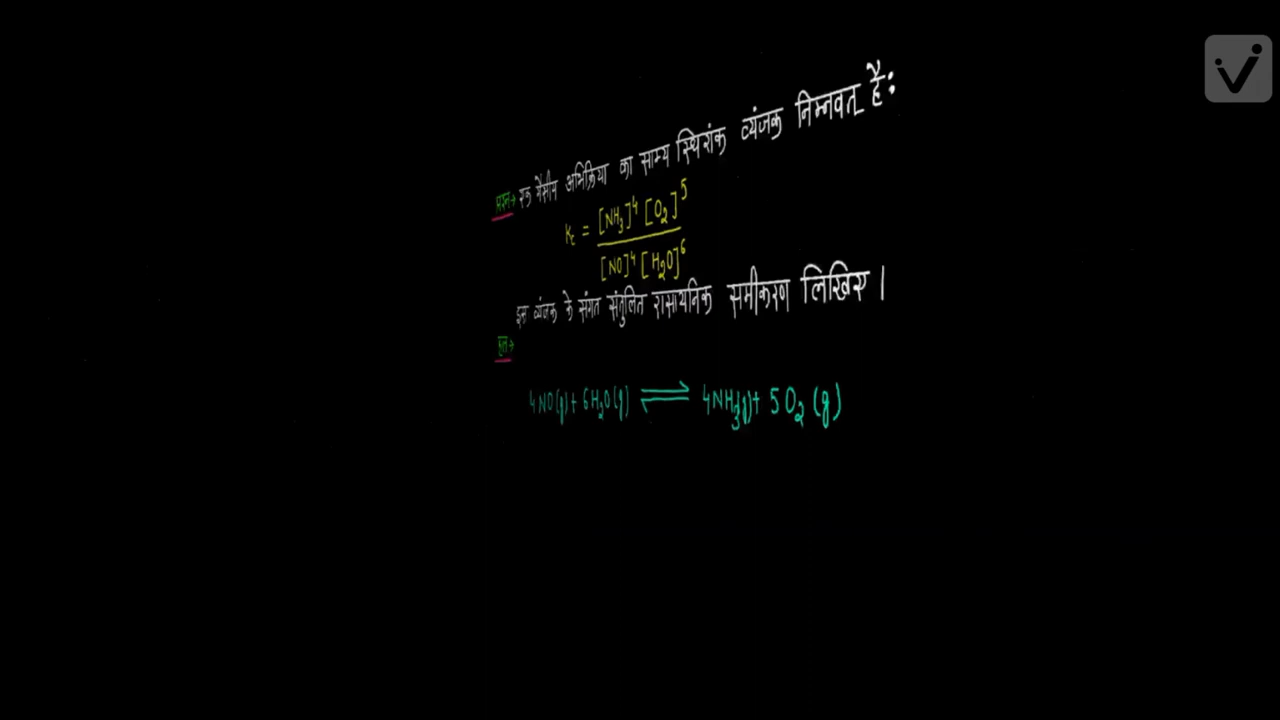 प्रश्न→ एक गैसीय अभिक्रिया का साम्य स्थिरांक व्यंजक निम्नवत् है:
Kc = [NH3]^4 [O2]^5 / [NO]^4 [H2O]^6
इस व्यंजक के संगत संतुलित रासायनिक समीकरण लिखिए।
हल→
4NO(g) + 6H2O(g) ⇌ 4NH3(g) + 5O2(g)